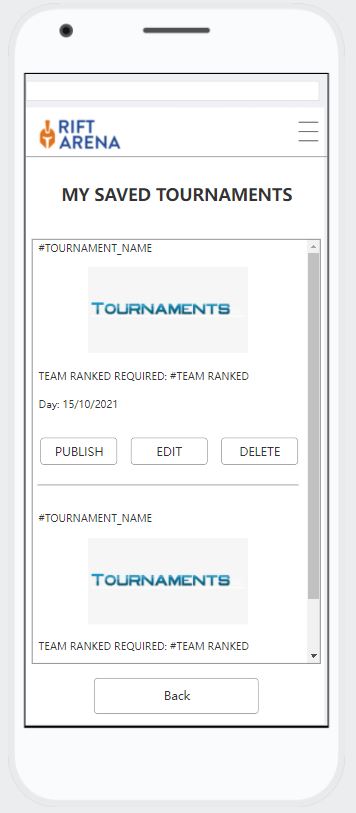 RIFT
ARENA
MY SAVED TOURNAMENTS
#TOURNAMENT_NAME
TOURNAMENTS
TEAM RANKED REQUIRED: #TEAM RANKED
Day: 15/10/2021
PUBLISH EDIT DELETE
#TOURNAMENT_NAME
TOURNAMENTS
TEAM RANKED REQUIRED: #TEAM RANKED
Back